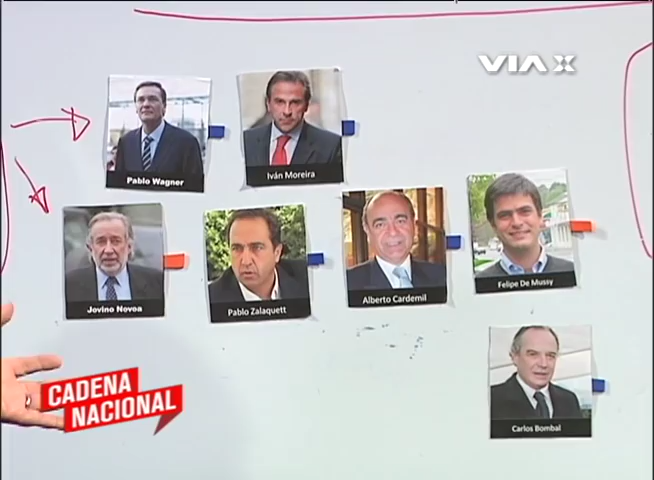 VIA X
Pablo Wagner
Iván Moreira
Jovino Novoa
Pablo Zalaquett
Alberto Cardemil
Felipe De Mussy
Carlos Bombal
CADENA
NACIONAL